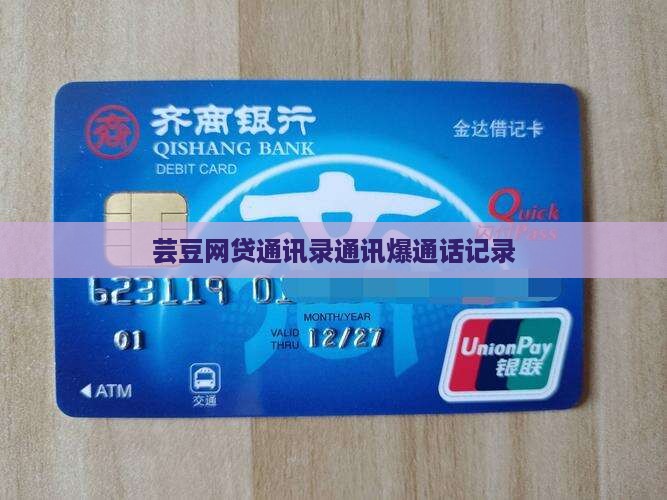 齐商银行
QISHANG BANK
DEBIT CARD
金达借记卡
Quick
Pass
芸豆网贷通讯录通讯爆通话记录
623119 01
MONTH/YEAR
01
VALID THRU 12/27
UnionPay
银联
ATM
交通